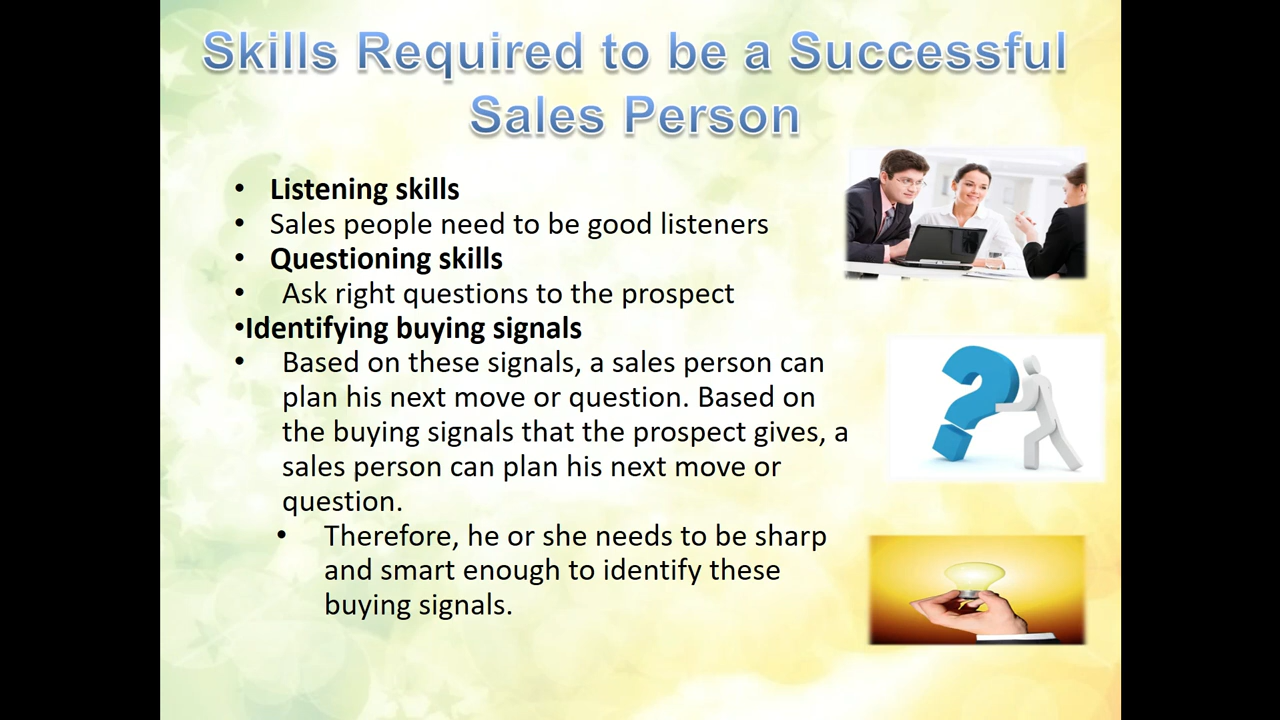 Skills Required to be a Successful
Sales Person
• Listening skills
• Sales people need to be good listeners
• Questioning skills
• Ask right questions to the prospect
•Identifying buying signals
• Based on these signals, a sales person can
plan his next move or question. Based on
the buying signals that the prospect gives, a
sales person can plan his next move or
question.
• Therefore, he or she needs to be sharp
and smart enough to identify these
buying signals.